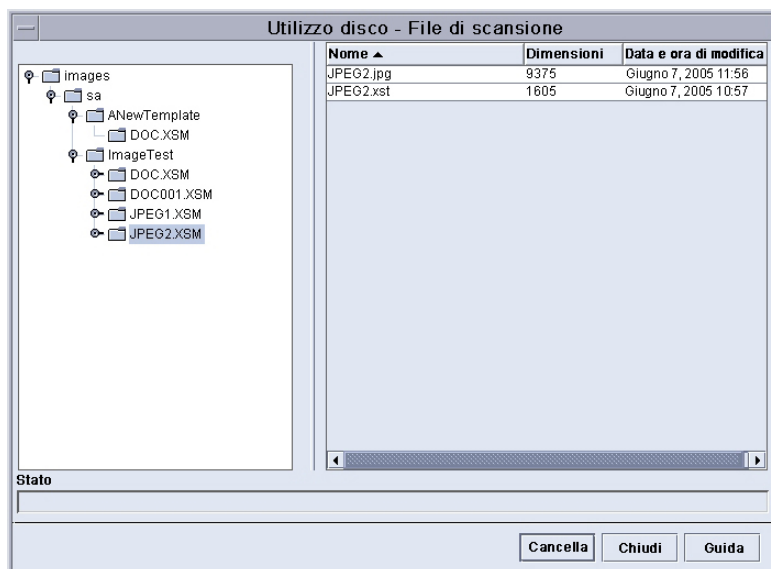 Utilizzo disco - File di scansione
images
sa
ANewTemplate
DOC.XSM
ImageTest
DOC.XSM
DOC001.XSM
JPEG1.XSM
JPEG2.XSM
Nome Dimensioni Data e ora di modifica
JPEG2.jpg 9375 Giugno 7, 2005 11:56
JPEG2.xst 1605 Giugno 7, 2005 10:57
Stato
Cancella Chiudi Guida